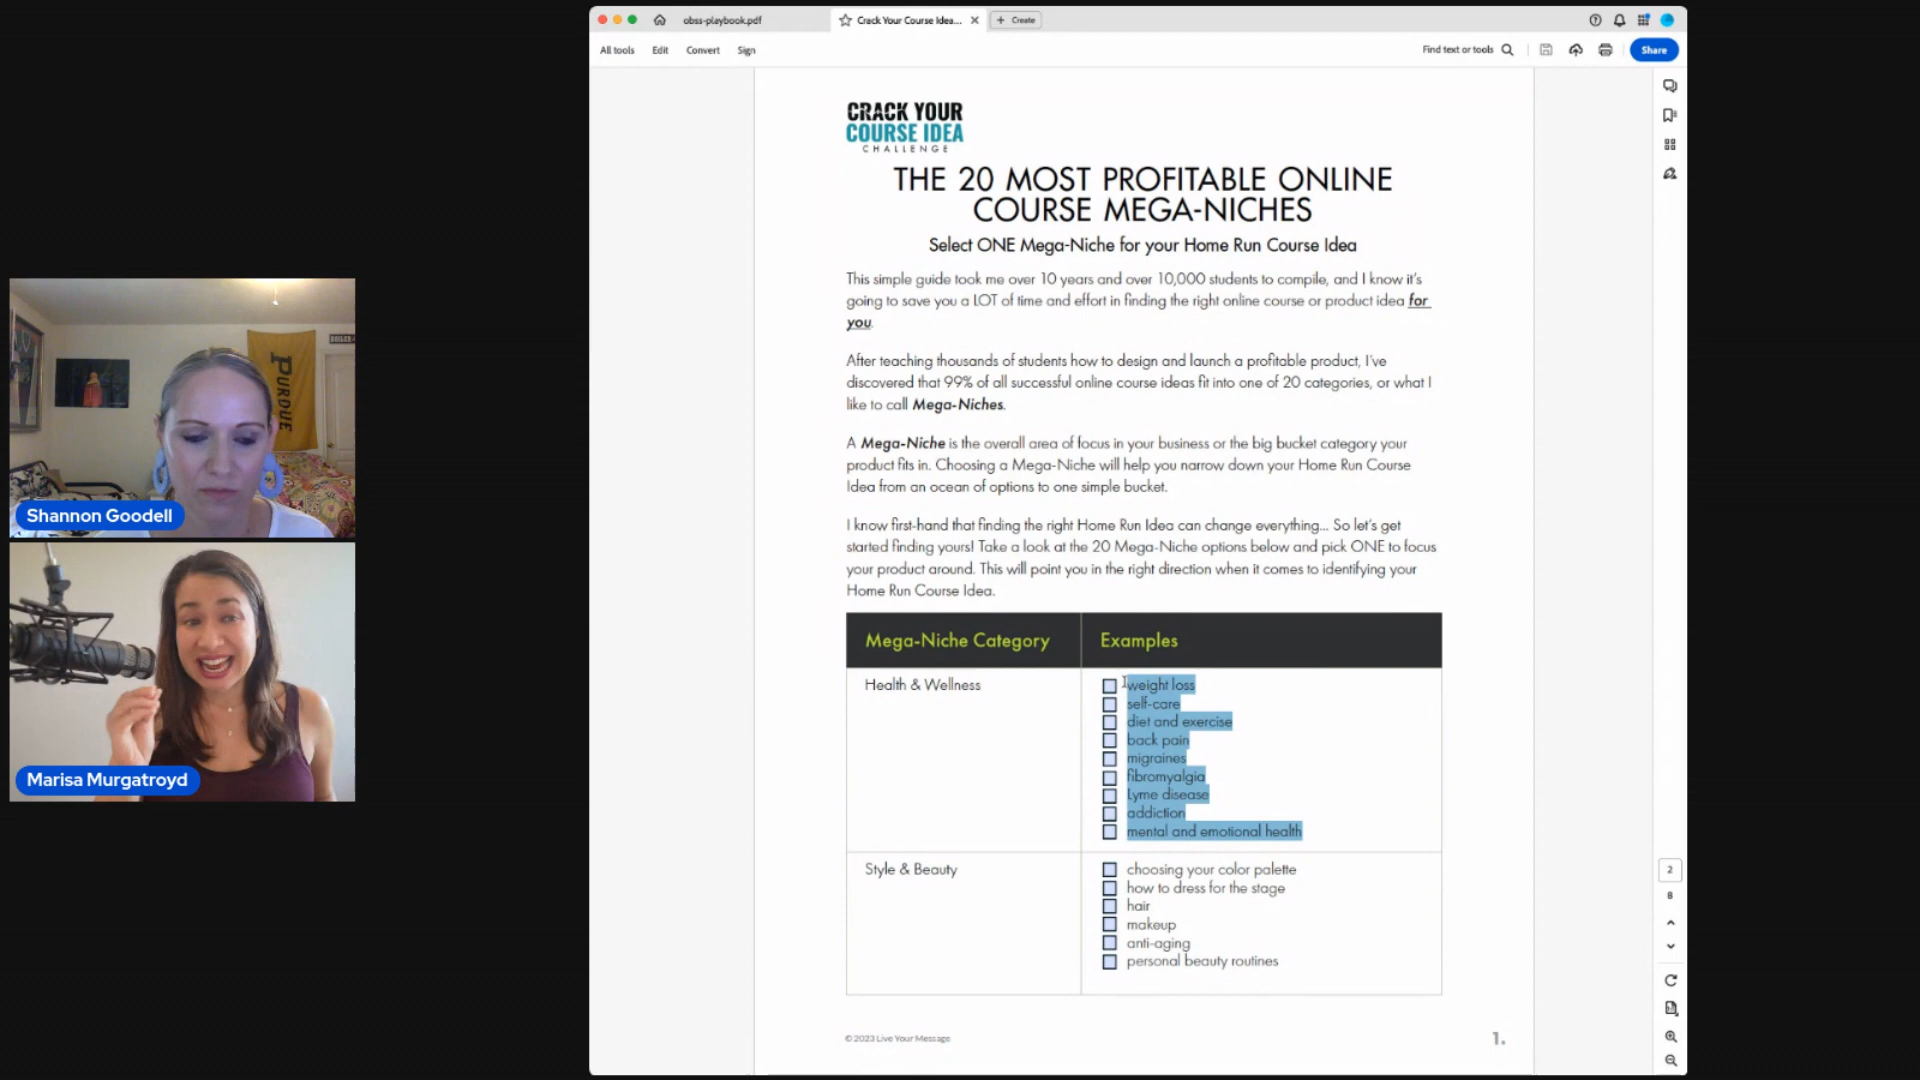 obss-playbook.pdf
Crack Your Course Idea...
Create
All tools
Edit
Convert
Sign
Find text or tools
Share
CRACK YOUR
COURSE IDEA
CHALLENGE
THE 20 MOST PROFITABLE ONLINE
COURSE MEGA-NICHES
Select ONE Mega-Niche for your Home Run Course Idea
This simple guide took me over 10 years and over 10,000 students to compile, and I know it's
going to save you a LOT of time and effort in finding the right online course or product idea for
you.
After teaching thousands of students how to design and launch a profitable product, I've
discovered that 99% of all successful online course ideas fit into one of 20 categories, or what I
like to call Mega-Niches.
A Mega-Niche is the overall area of focus in your business or the big bucket category your
product fits in. Choosing a Mega-Niche will help you narrow down your Home Run Course
Idea from an ocean of options to one simple bucket.
I know first-hand that finding the right Home Run Idea can change everything... So let's get
started finding yours! Take a look at the 20 Mega-Niche options below and pick ONE to focus
your product around. This will point you in the right direction when it comes to identifying your
Home Run Course Idea.
Mega-Niche Category
Examples
Health & Wellness
weight loss
self-care
diet and exercise
back pain
migraines
fibromyalgia
Lyme disease
addiction
mental and emotional health
Style & Beauty
choosing your color palette
how to dress for the stage
hair
makeup
anti-aging
personal beauty routines
© 2023 Live Your Message
1.
2
8
PURDUE
Shannon Goodell
Marisa Murgatroyd